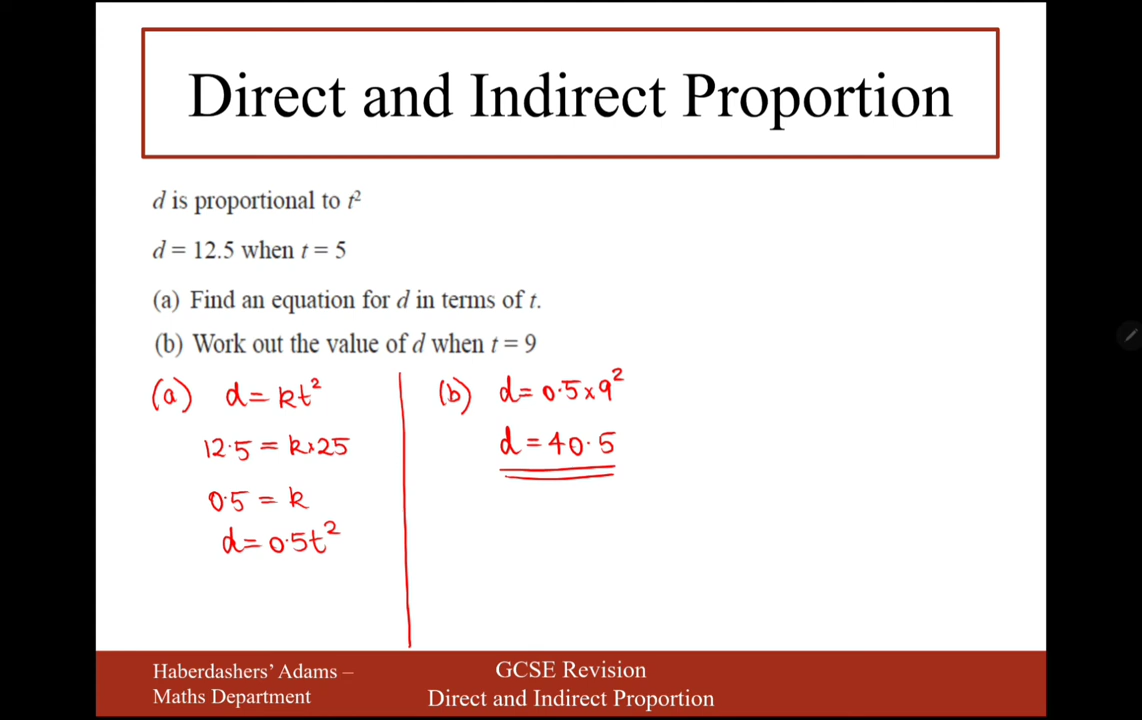 Direct and Indirect Proportion
d is proportional to t²
d = 12.5 when t = 5
(a) Find an equation for d in terms of t.
(b) Work out the value of d when t = 9
(a) d = kt²
12.5 = k×25
0.5 = k
d = 0.5t²
(b) d = 0.5×9²
d = 40.5
Haberdashers’ Adams –
Maths Department
GCSE Revision
Direct and Indirect Proportion